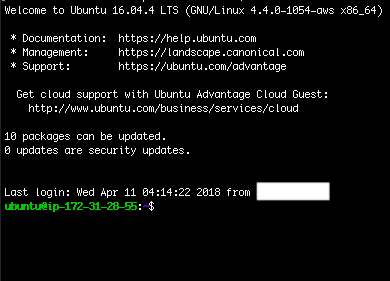 Welcome to Ubuntu 16.04.4 LTS (GNU/Linux 4.4.0-1054-aws x86_64)
* Documentation: https://help.ubuntu.com
* Management: https://landscape.canonical.com
* Support: https://ubuntu.com/advantage
Get cloud support with Ubuntu Advantage Cloud Guest:
http://www.ubuntu.com/business/services/cloud
10 packages can be updated.
0 updates are security updates.
Last login: Wed Apr 11 04:14:22 2018 from
ubuntu@ip-172-31-28-55:~$